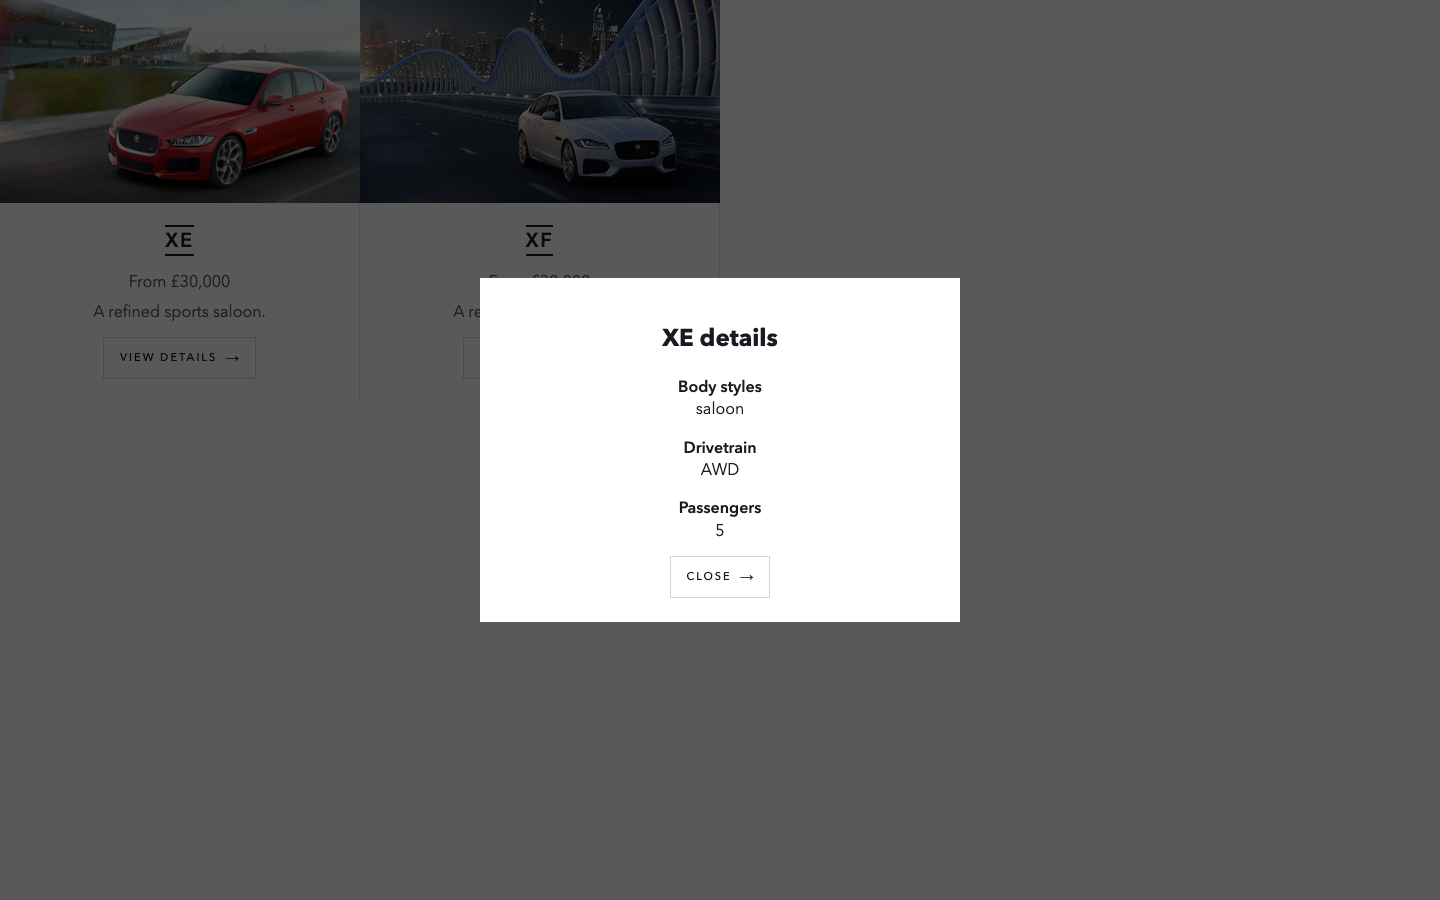 XE
From £30,000
A refined sports saloon.
VIEW DETAILS →
XF
A re
XE details
Body styles
saloon
Drivetrain
AWD
Passengers
5
CLOSE →